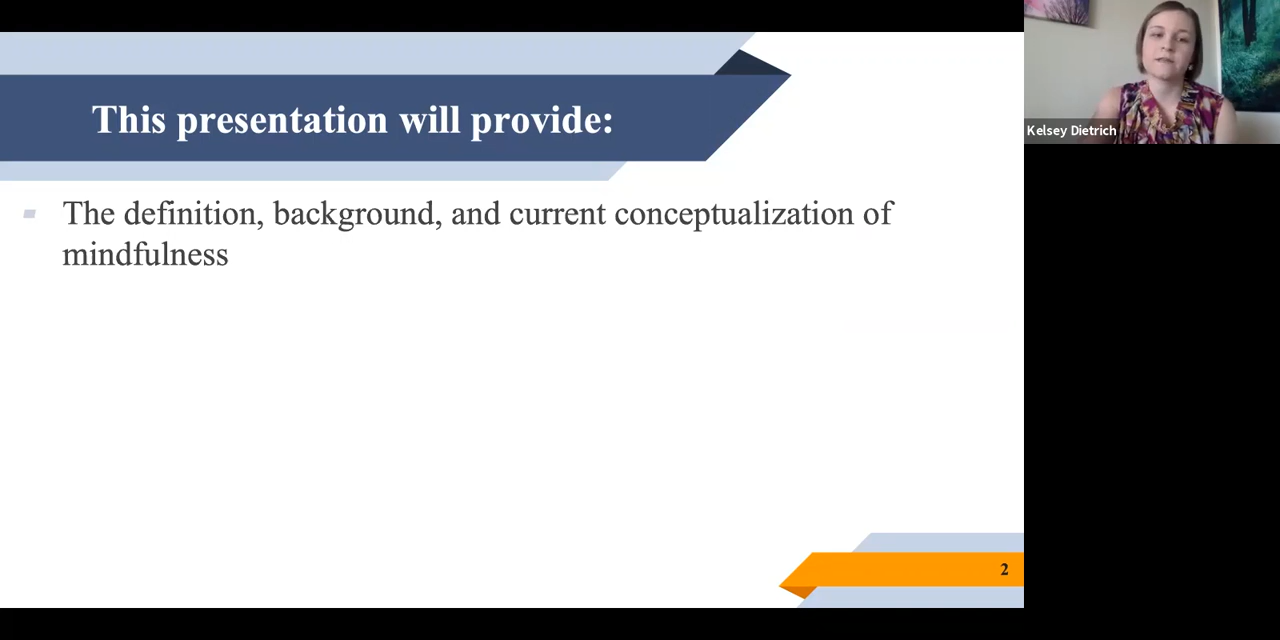 This presentation will provide:
The definition, background, and current conceptualization of
mindfulness
2
Kelsey Dietrich